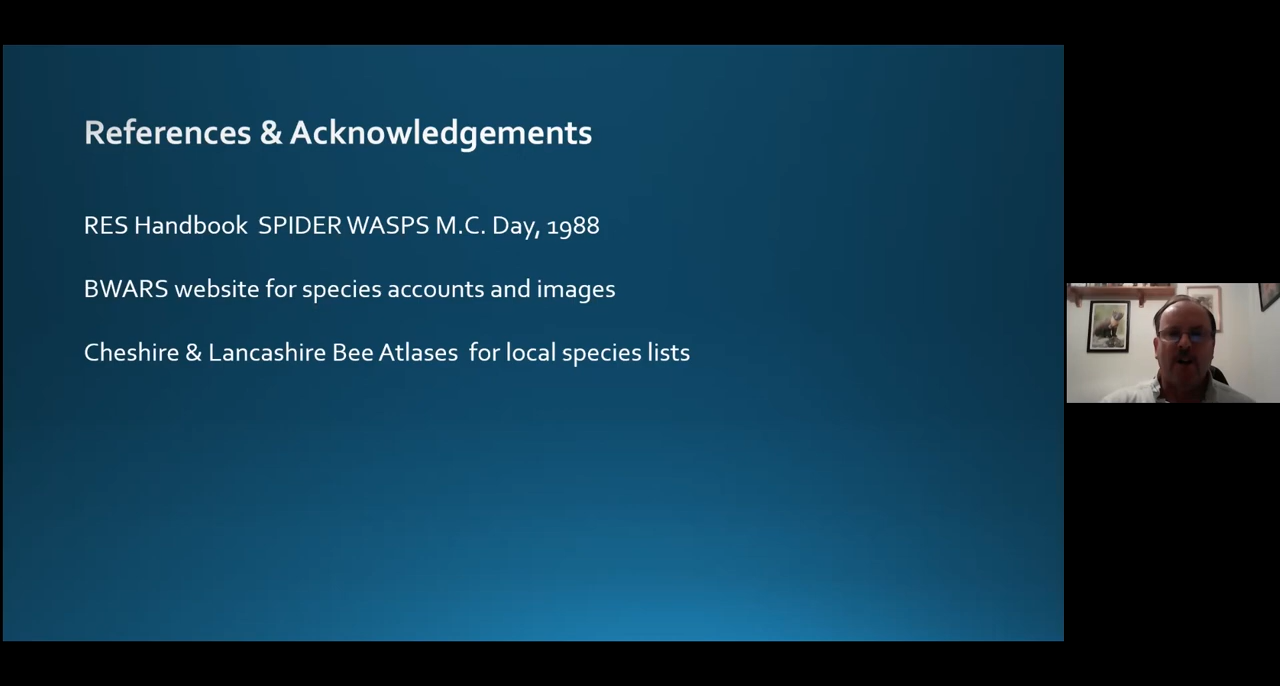 References & Acknowledgements
RES Handbook SPIDER WASPS M.C. Day, 1988
BWARS website for species accounts and images
Cheshire & Lancashire Bee Atlases for local species lists